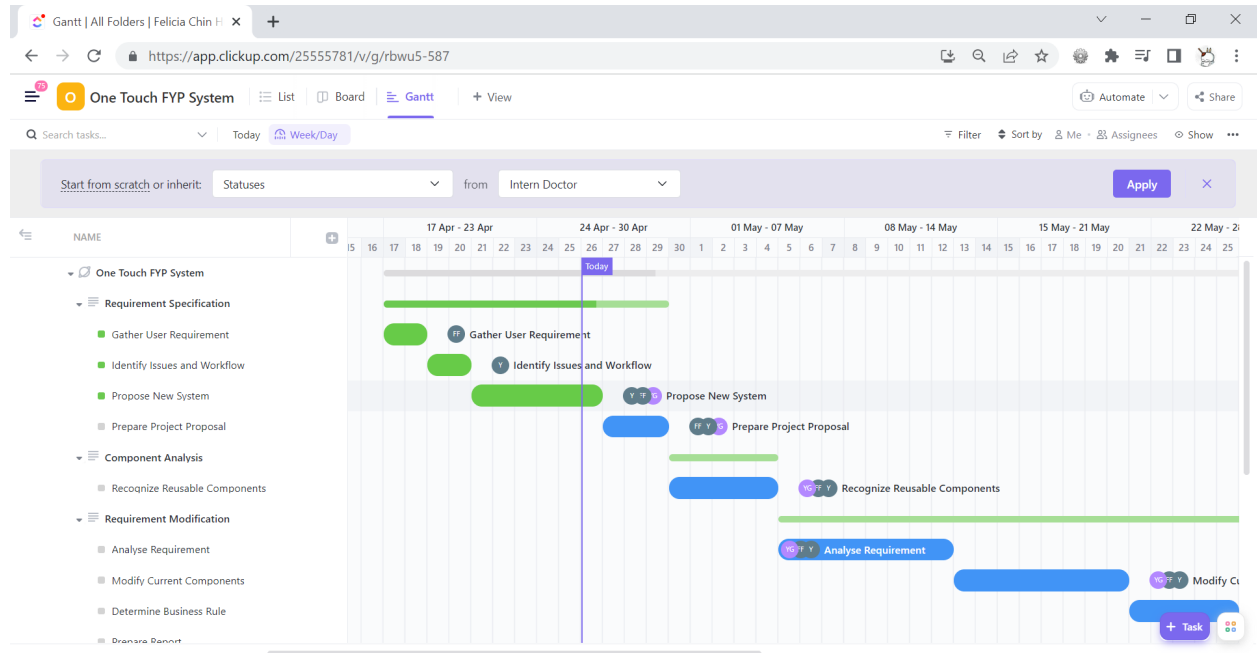 Gantt | All Folders | Felicia Chin H
https://app.clickup.com/25555781/v/g/rbwu5-587
75
O One Touch FYP System List Board Gantt + View Automate Share
Search tasks... Today Week/Day Filter Sort by Me Assignees Show
Start from scratch or inherit: Statuses from Intern Doctor Apply
17 Apr - 23 Apr 24 Apr - 30 Apr 01 May - 07 May 08 May - 14 May 15 May - 21 May
NAME
16 17 18 19 20 21 22 23 24 25 26 27 28 29 30 1 2 3 4 5 6 7 8 9 10 11 12 13 14 15 16 17 18 19 20 21 22 23 24 25
One Touch FYP System Today
Requirement Specification
Gather User Requirement FF Gather User Requirement
Identify Issues and Workflow Y Identify Issues and Workflow
Propose New System Y FF YG Propose New System
Prepare Project Proposal FF Y YG Prepare Project Proposal
Component Analysis
Recognize Reusable Components YG FF Y Recognize Reusable Components
Requirement Modification
Analyse Requirement YG FF Y Analyse Requirement
Modify Current Components YG FF Y Modify
Determine Business Rule
Prepare Report + Task